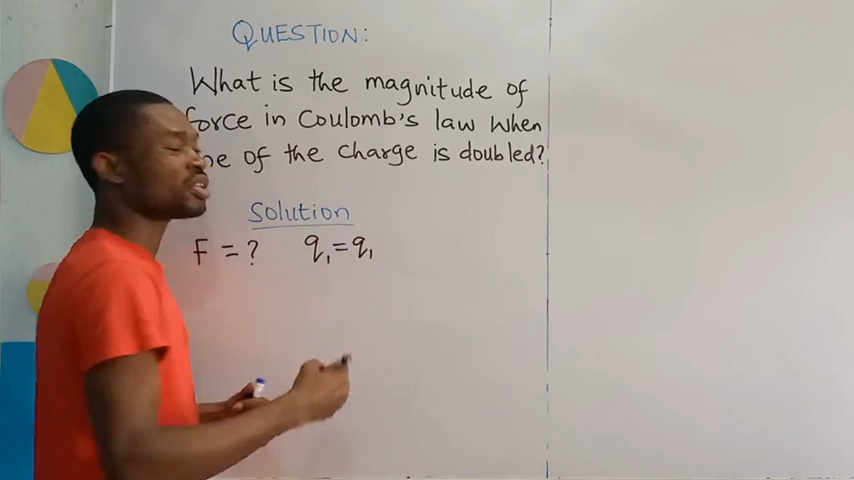 QUESTION:
What is the magnitude of
force in Coulomb's law when
of the charge is doubled?
Solution
F = ? q₁=q₁